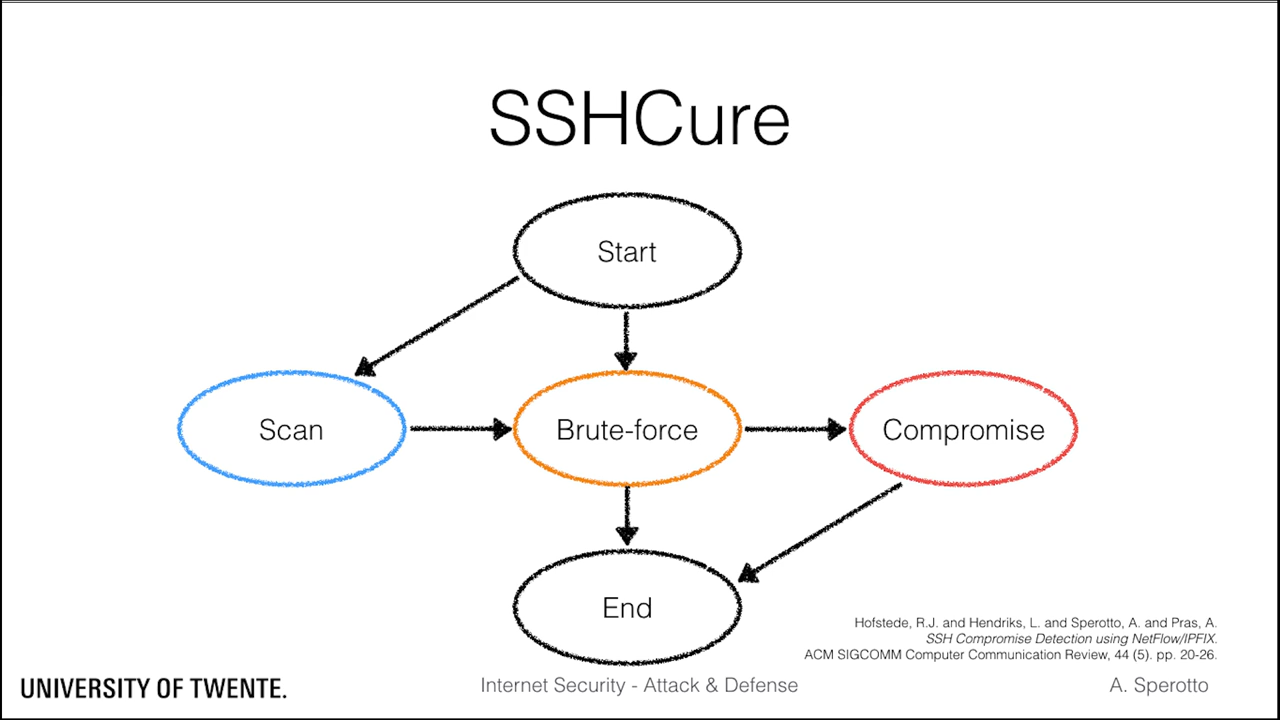 SSHCure
Start
Scan
Brute-force
Compromise
End
Hofstede, R.J. and Hendriks, L. and Sperotto, A. and Pras, A.
SSH Compromise Detection using NetFlow/IPFIX.
ACM SIGCOMM Computer Communication Review, 44 (5). pp. 20-26.
UNIVERSITY OF TWENTE.
Internet Security - Attack & Defense
A. Sperotto